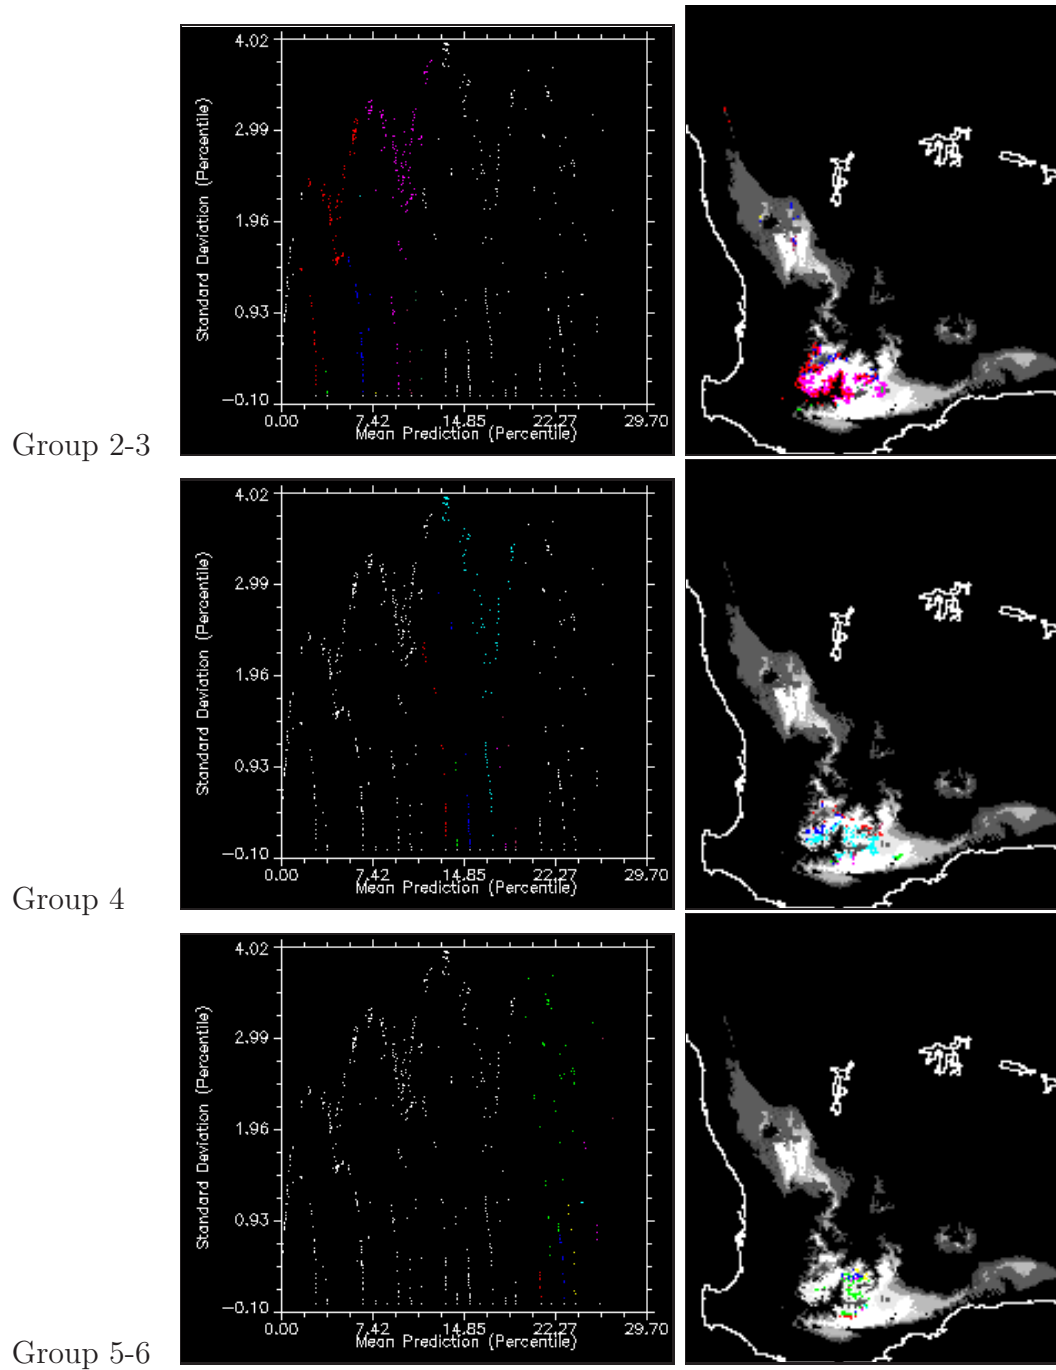 4.02
2.99
1.96
0.93
−0.10
Standard Deviation (Percentile)
0.00 7.42 14.85 22.27 29.70
Mean Prediction (Percentile)
Group 2-3
4.02
2.99
1.96
0.93
−0.10
Standard Deviation (Percentile)
0.00 7.42 14.85 22.27 29.70
Mean Prediction (Percentile)
Group 4
4.02
2.99
1.96
0.93
−0.10
Standard Deviation (Percentile)
0.00 7.42 14.85 22.27 29.70
Mean Prediction (Percentile)
Group 5-6